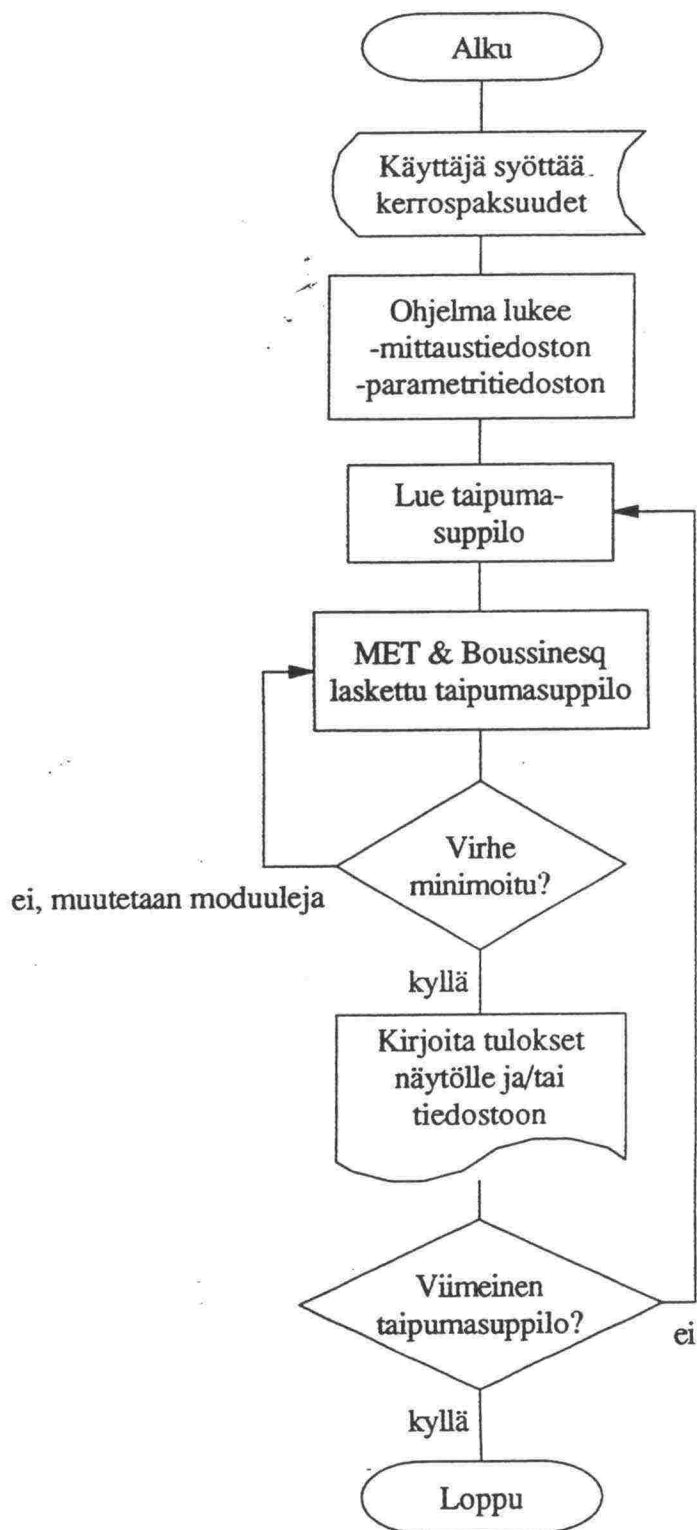 Alku
Käyttäjä syöttää
kerrospaksuudet
Ohjelma lukee
-mittaustiedoston
-parametritiedoston
Lue taipuma-
suppilo
MET & Boussinesq
laskettu taipumasuppilo
Virhe
minimoitu?
ei, muutetaan moduuleja
kyllä
Kirjoita tulokset
näytölle ja/tai
tiedostoon
Viimeinen
taipumasuppilo?
ei
kyllä
Loppu